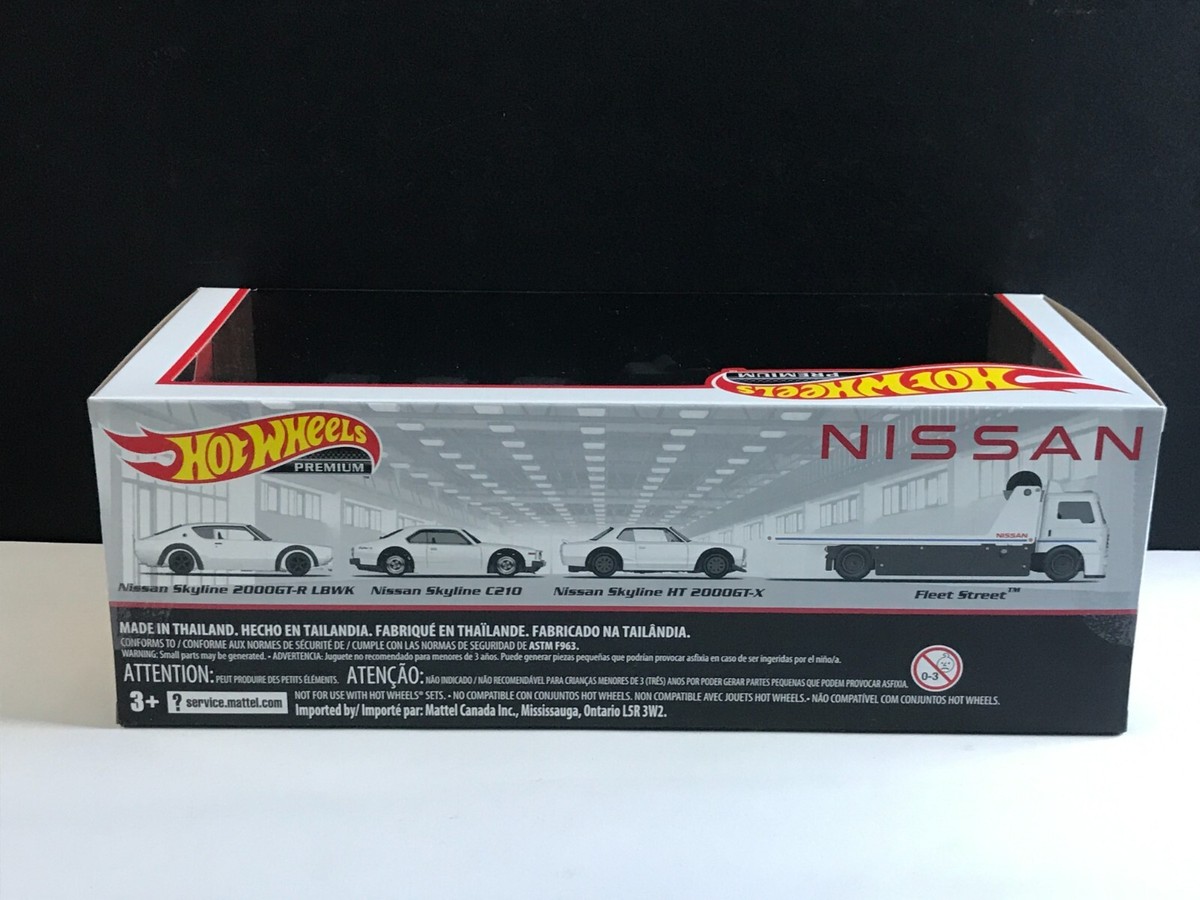 HOT WHEELS
PREMIUM
HOT WHEELS
PREMIUM
NISSAN
NISSAN
Nissan Skyline 2000GT-R LBWK
Nissan Skyline C210
Nissan Skyline HT 2000GT-X
Fleet Street™
MADE IN THAILAND. HECHO EN TAILANDIA. FABRIQUÉ EN THAÏLANDE. FABRICADO NA TAILÂNDIA.
CONFORMS TO / CONFORME AUX NORMES DE SÉCURITÉ DE / CUMPLE CON LAS NORMAS DE SEGURIDAD DE ASTM F963.
WARNING: Small parts may be generated. • ADVERTENCIA: Juguete no recomendado para menores de 3 años. Puede generar piezas pequeñas que podrían provocar asfixia en caso de ser ingeridas por el niño/a.
ATTENTION: PEUT PRODUIRE DES PETITS ÉLÉMENTS. ATENÇÃO: NÃO INDICADO / NÃO RECOMENDÁVEL PARA CRIANÇAS MENORES DE 3 (TRÊS) ANOS POR PODER GERAR PARTES PEQUENAS QUE PODEM PROVOCAR ASFIXIA.
0-3
3+ ? service.mattel.com
NOT FOR USE WITH HOT WHEELS® SETS. • NO COMPATIBLE CON CONJUNTOS HOT WHEELS. NON COMPATIBLE AVEC JOUETS HOT WHEELS. • NÃO COMPATÍVEL COM CONJUNTOS HOT WHEELS.
Imported by/ Importé par: Mattel Canada Inc., Mississauga, Ontario L5R 3W2.